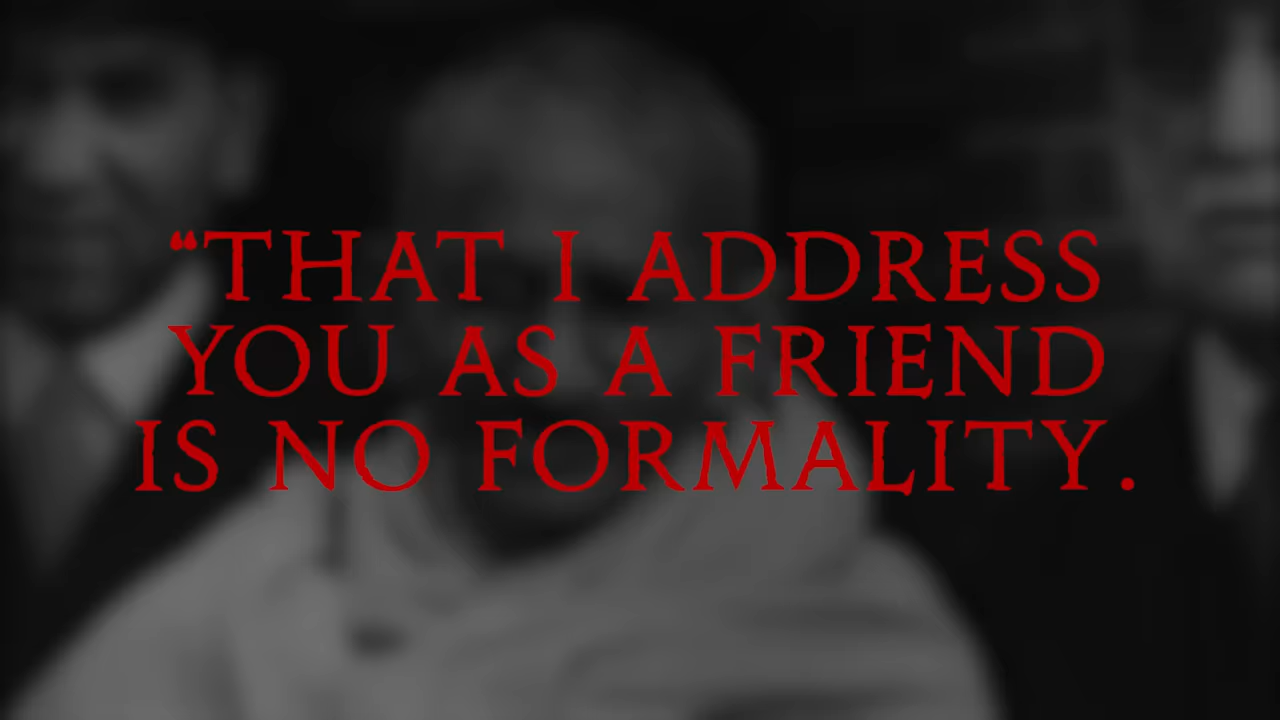 “THAT I ADDRESS
YOU AS A FRIEND
IS NO FORMALITY.